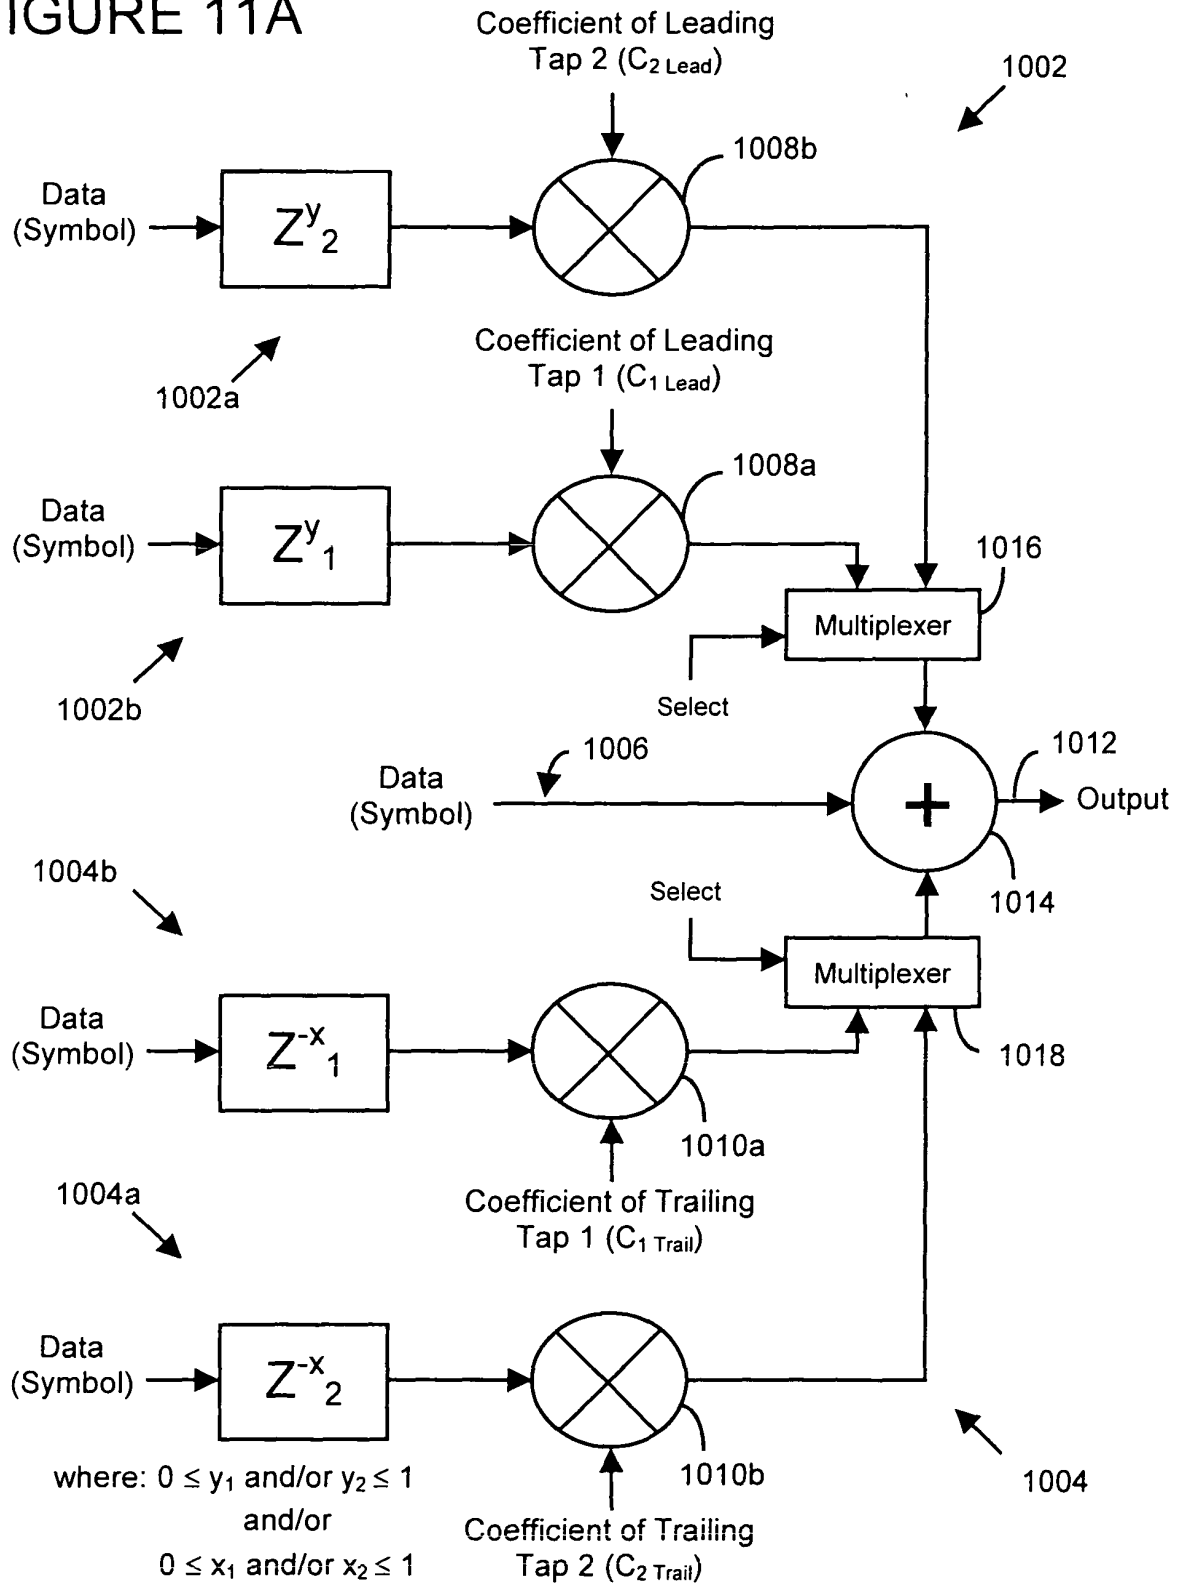 IGURE 11A
Coefficient of Leading
Tap 2 (C2 Lead)
1002
1008b
Data
(Symbol)
Zy2
1002a
Coefficient of Leading
Tap 1 (C1 Lead)
1008a
Data
(Symbol)
Zy1
1016
Multiplexer
1002b
Select
1006
1012
Data
(Symbol)
+
Output
1004b
Select
1014
Multiplexer
Data
(Symbol)
Z-x1
1018
1010a
1004a
Coefficient of Trailing
Tap 1 (C1 Trail)
Data
(Symbol)
Z-x2
where: 0 ≤ y1 and/or y2 ≤ 1
and/or
0 ≤ x1 and/or x2 ≤ 1
1010b
1004
Coefficient of Trailing
Tap 2 (C2 Trail)